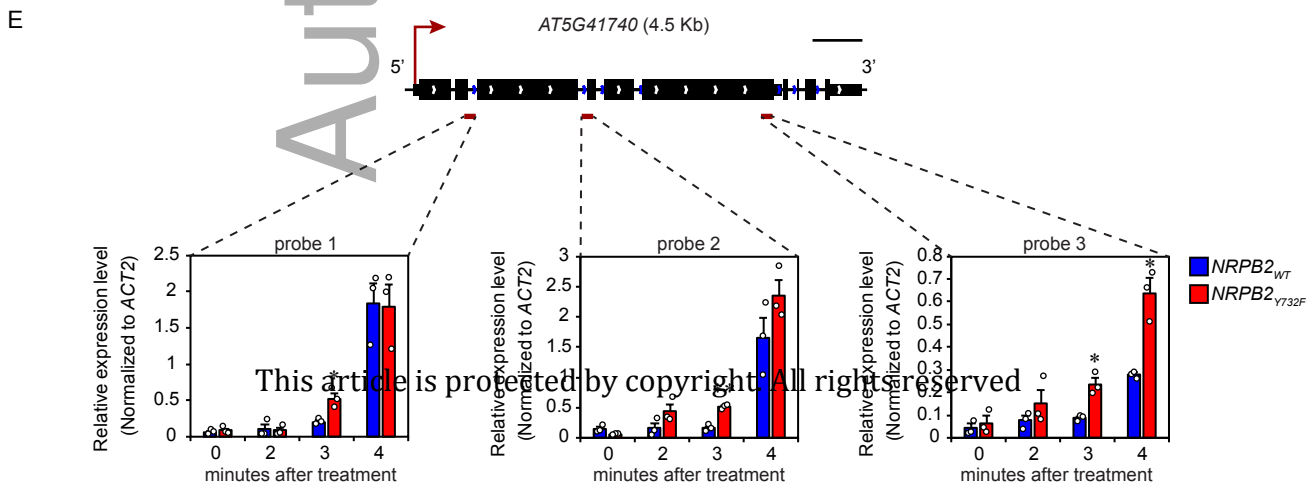 E
Aut
AT5G41740 (4.5 Kb)
5’
3’
probe 1
Relative expression level
(Normalized to ACT2)
2.5
2
1.5
1
0.5
0
*
0 2 3 4
minutes after treatment
probe 2
Relative expression level
(Normalized to ACT2)
3
2.5
2
1.5
0.5
0
0 2 3 4
minutes after treatment
probe 3
Relative expression level
(Normalized to ACT2)
0.8
0.7
0.6
0.5
0.4
0.3
0.2
0.1
0
*
*
0 2 3 4
minutes after treatment
NRPB2WT
NRPB2Y732F
This article is protected by copyright. All rights reserved